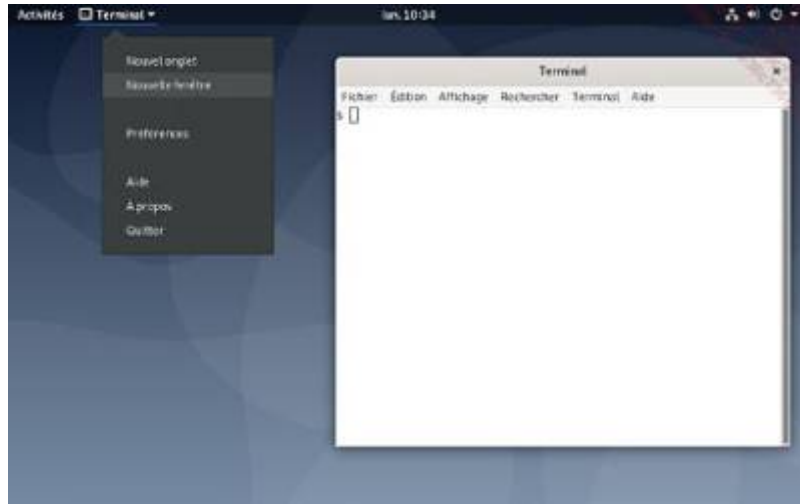 Activités Terminal lun. 10:34
Nouvel onglet
Nouvelle fenêtre
Préférences
Aide
À propos
Quitter
Terminal
Fichier Édition Affichage Rechercher Terminal Aide
$